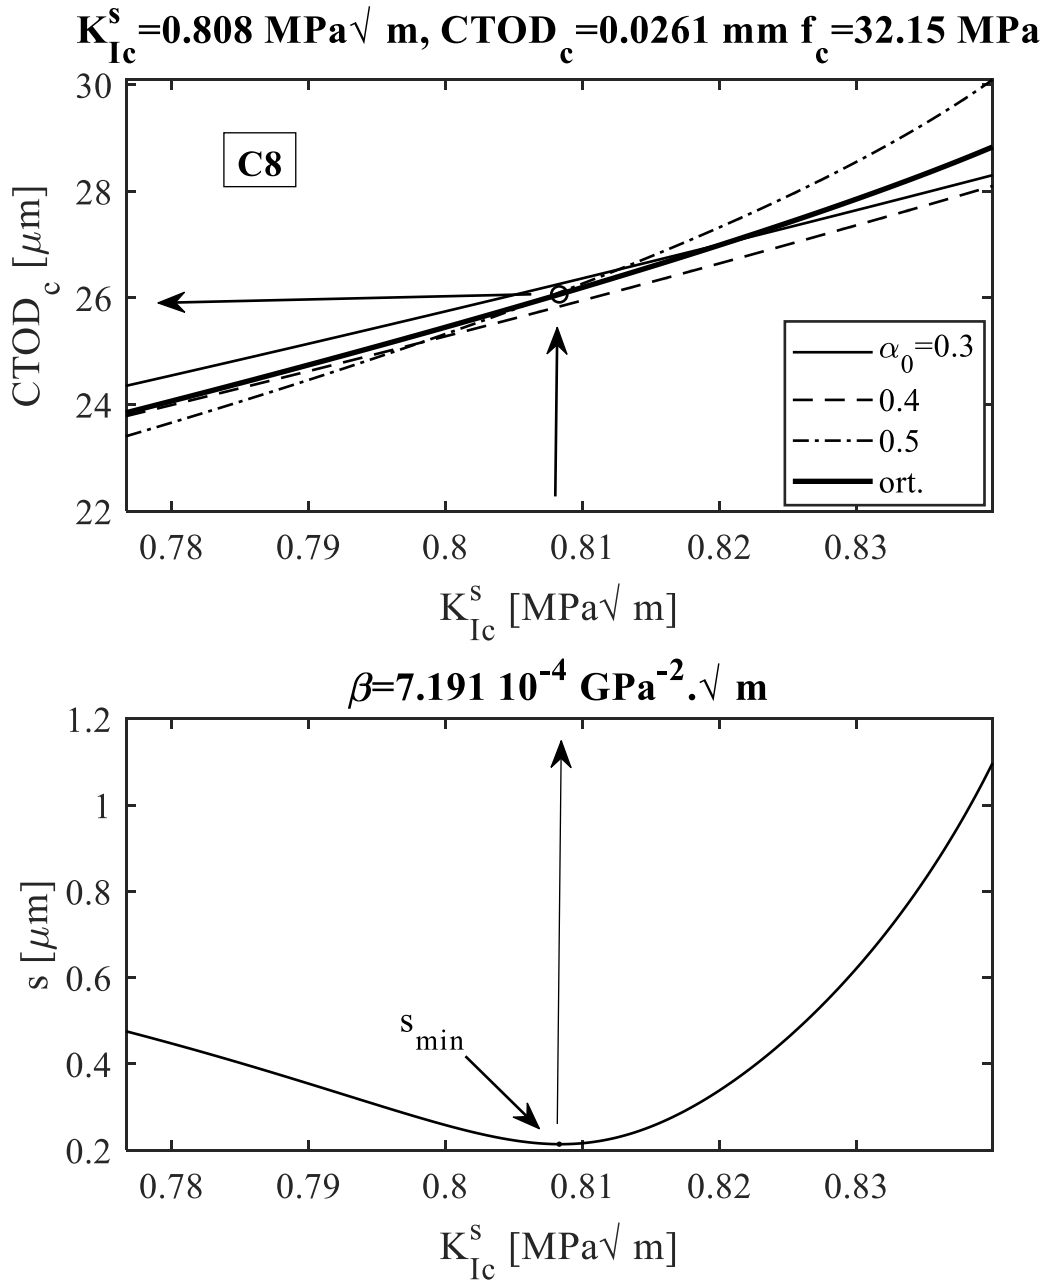 K^s_Ic=0.808 MPa√ m, CTOD_c=0.0261 mm f_c=32.15 MPa
30
28
26
24
22
CTOD_c [μm]
C8
α_0=0.3
0.4
0.5
ort.
0.78 0.79 0.8 0.81 0.82 0.83
K^s_Ic [MPa√ m]
β=7.191 10^-4 GPa^-2.√ m
1.2
1
0.8
0.6
0.4
0.2
s [μm]
s_min
0.78 0.79 0.8 0.81 0.82 0.83
K^s_Ic [MPa√ m]